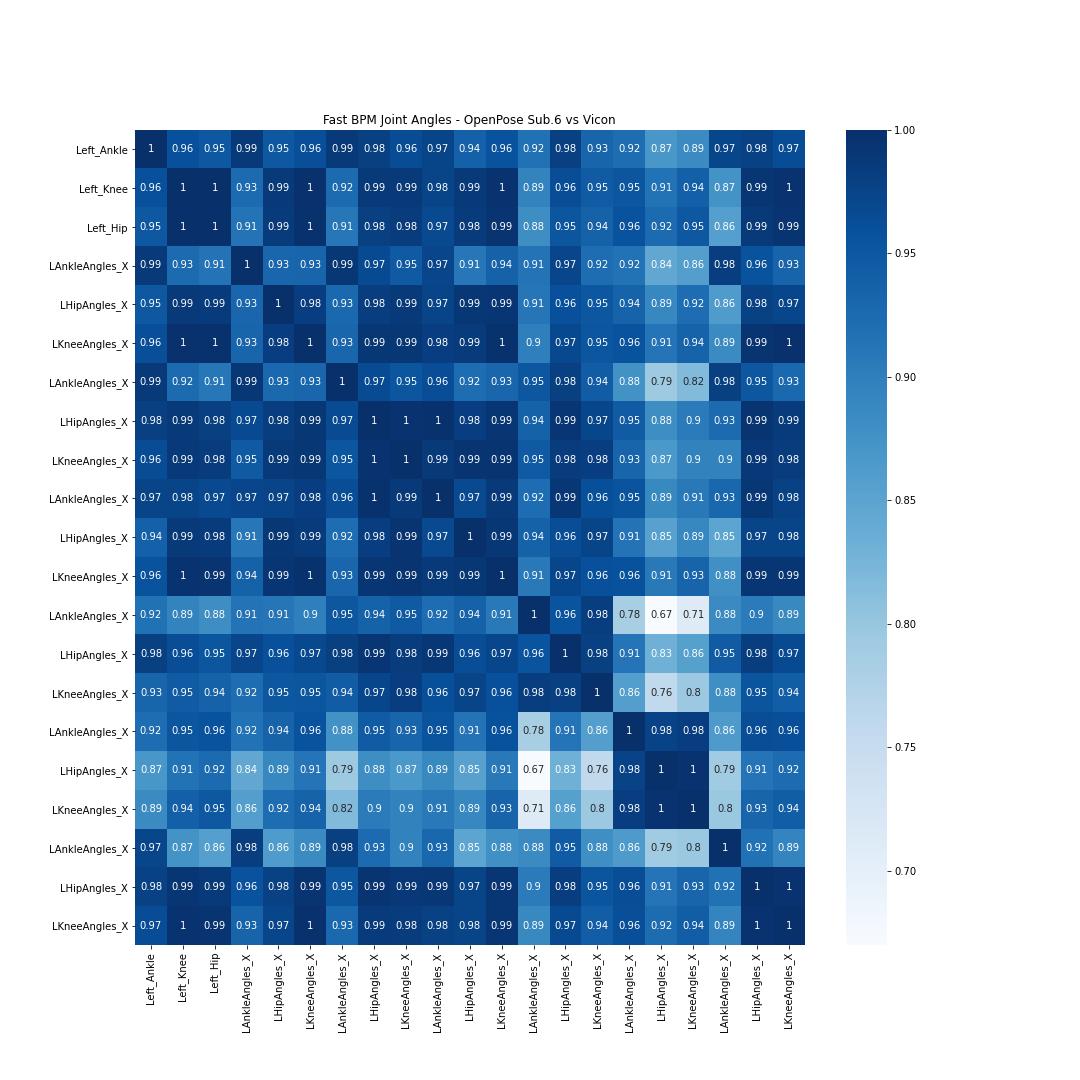 Fast BPM Joint Angles - OpenPose Sub.6 vs Vicon
Left_Ankle 1 0.96 0.95 0.99 0.95 0.96 0.99 0.98 0.96 0.97 0.94 0.96 0.92 0.98 0.93 0.92 0.87 0.89 0.97 0.98 0.97
Left_Knee 0.96 1 1 0.93 0.99 1 0.92 0.99 0.99 0.98 0.99 1 0.89 0.96 0.95 0.95 0.91 0.94 0.87 0.99 1
Left_Hip 0.95 1 1 0.91 0.99 1 0.91 0.98 0.98 0.97 0.98 0.99 0.88 0.95 0.94 0.96 0.92 0.95 0.86 0.99 0.99
LAnkleAngles_X 0.99 0.93 0.91 1 0.93 0.93 0.99 0.97 0.95 0.97 0.91 0.94 0.91 0.97 0.92 0.92 0.84 0.86 0.98 0.96 0.93
LHipAngles_X 0.95 0.99 0.99 0.93 1 0.98 0.93 0.98 0.99 0.97 0.99 0.99 0.91 0.96 0.95 0.94 0.89 0.92 0.86 0.98 0.97
LKneeAngles_X 0.96 1 1 0.93 0.98 1 0.93 0.99 0.99 0.98 0.99 1 0.9 0.97 0.95 0.96 0.91 0.94 0.89 0.99 1
LAnkleAngles_X 0.99 0.92 0.91 0.99 0.93 0.93 1 0.97 0.95 0.96 0.92 0.93 0.95 0.98 0.94 0.88 0.79 0.82 0.98 0.95 0.93
LHipAngles_X 0.98 0.99 0.98 0.97 0.98 0.99 0.97 1 1 1 0.98 0.99 0.94 0.99 0.97 0.95 0.88 0.9 0.93 0.99 0.99
LKneeAngles_X 0.96 0.99 0.98 0.95 0.99 0.99 0.95 1 1 0.99 0.99 0.99 0.95 0.98 0.98 0.93 0.87 0.9 0.9 0.99 0.98
LAnkleAngles_X 0.97 0.98 0.97 0.97 0.97 0.98 0.96 1 0.99 1 0.97 0.99 0.92 0.99 0.96 0.95 0.89 0.91 0.93 0.99 0.98
LHipAngles_X 0.94 0.99 0.98 0.91 0.99 0.99 0.92 0.98 0.99 0.97 1 0.99 0.94 0.96 0.97 0.91 0.85 0.89 0.85 0.97 0.98
LKneeAngles_X 0.96 1 0.99 0.94 0.99 1 0.93 0.99 0.99 0.99 0.99 1 0.91 0.97 0.96 0.96 0.91 0.93 0.88 0.99 0.99
LAnkleAngles_X 0.92 0.89 0.88 0.91 0.91 0.9 0.95 0.94 0.95 0.92 0.94 0.91 1 0.96 0.98 0.78 0.67 0.71 0.88 0.9 0.89
LHipAngles_X 0.98 0.96 0.95 0.97 0.96 0.97 0.98 0.99 0.98 0.99 0.96 0.97 0.96 1 0.98 0.91 0.83 0.86 0.95 0.98 0.97
LKneeAngles_X 0.93 0.95 0.94 0.92 0.95 0.95 0.94 0.97 0.98 0.96 0.97 0.96 0.98 0.98 1 0.86 0.76 0.8 0.88 0.95 0.94
LAnkleAngles_X 0.92 0.95 0.96 0.92 0.94 0.96 0.88 0.95 0.93 0.95 0.91 0.96 0.78 0.91 0.86 1 0.98 0.98 0.86 0.96 0.96
LHipAngles_X 0.87 0.91 0.92 0.84 0.89 0.91 0.79 0.88 0.87 0.89 0.85 0.91 0.67 0.83 0.76 0.98 1 1 0.79 0.91 0.92
LKneeAngles_X 0.89 0.94 0.95 0.86 0.92 0.94 0.82 0.9 0.9 0.91 0.89 0.93 0.71 0.86 0.8 0.98 1 1 0.8 0.93 0.94
LAnkleAngles_X 0.97 0.87 0.86 0.98 0.86 0.89 0.98 0.93 0.9 0.93 0.85 0.88 0.88 0.95 0.88 0.86 0.79 0.8 1 0.92 0.89
LHipAngles_X 0.98 0.99 0.99 0.96 0.98 0.99 0.95 0.99 0.99 0.99 0.97 0.99 0.9 0.98 0.95 0.96 0.91 0.93 0.92 1 1
LKneeAngles_X 0.97 1 0.99 0.93 0.97 1 0.93 0.99 0.98 0.98 0.98 0.99 0.89 0.97 0.94 0.96 0.92 0.94 0.89 1 1
Left_Ankle
Left_Knee
Left_Hip
LAnkleAngles_X
LHipAngles_X
LKneeAngles_X
LAnkleAngles_X
LHipAngles_X
LKneeAngles_X
LAnkleAngles_X
LHipAngles_X
LKneeAngles_X
LAnkleAngles_X
LHipAngles_X
LKneeAngles_X
LAnkleAngles_X
LHipAngles_X
LKneeAngles_X
LAnkleAngles_X
LHipAngles_X
LKneeAngles_X
1.00
0.95
0.90
0.85
0.80
0.75
0.70